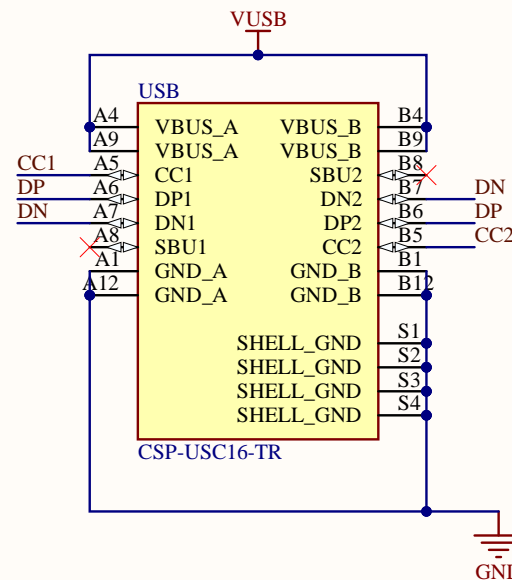 VUSB
USB
A4 VBUS_A VBUS_B B4
A9 VBUS_A VBUS_B B9
CC1 A5 CC1 SBU2 B8
DP A6 DP1 DN2 B7 DN
DN A7 DN1 DP2 B6 DP
A8 SBU1 CC2 B5 CC2
A1 GND_A GND_B B1
A12 GND_A GND_B B12
SHELL_GND S1
SHELL_GND S2
SHELL_GND S3
SHELL_GND S4
CSP-USC16-TR
GND